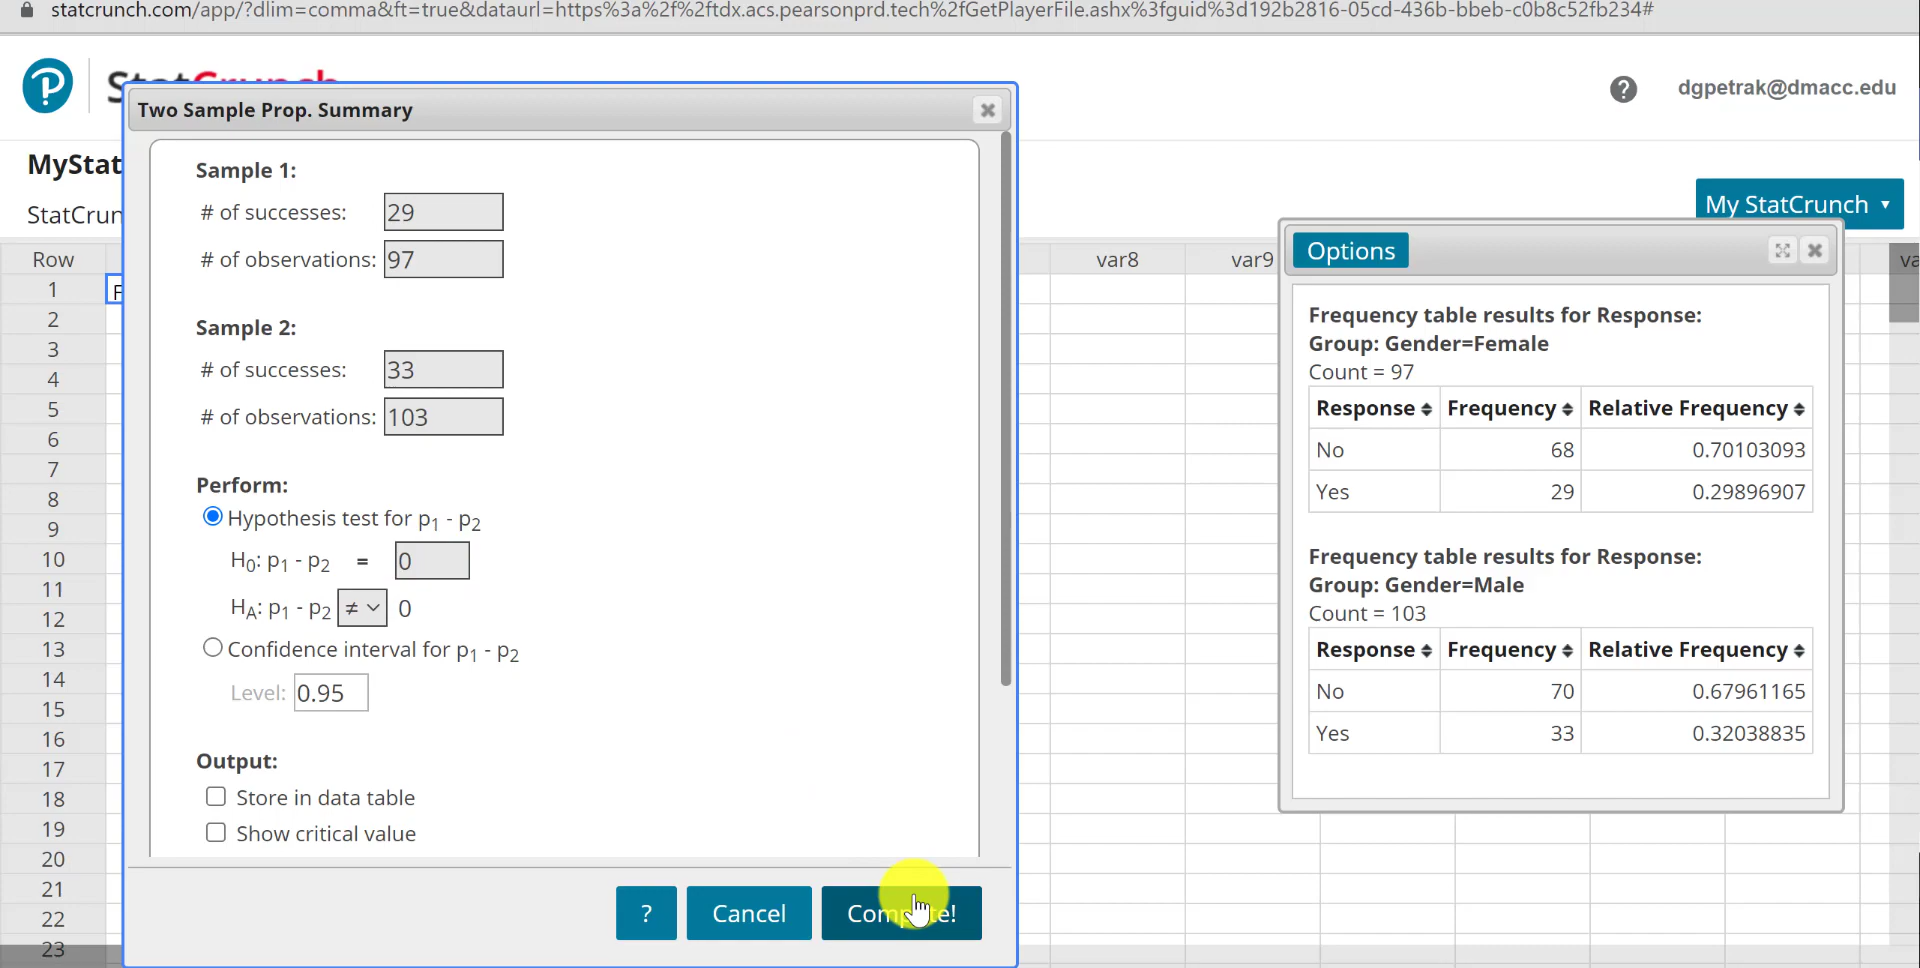 statcrunch.com/app/?dlim=comma&ft=true&dataurl=https%3a%2f%2ftdx.acs.pearsonprd.tech%2fGetPlayerFile.ashx%3fguid%3d192b2816-05cd-436b-bbeb-c0b8c52fb234#
P
StatCrunch
? dgpetrak@dmacc.edu
MyStat
StatCrun
My StatCrunch
Two Sample Prop. Summary
Sample 1:
# of successes: 29
# of observations: 97
Sample 2:
# of successes: 33
# of observations: 103
Perform:
Hypothesis test for p1 - p2
H0: p1 - p2 = 0
HA: p1 - p2 ≠ 0
Confidence interval for p1 - p2
Level: 0.95
Output:
Store in data table
Show critical value
? Cancel Compute!
Row var8 var9 va
1 F
2
3
4
5
6
7
8
9
10
11
12
13
14
15
16
17
18
19
20
21
22
23
Options
Frequency table results for Response:
Group: Gender=Female
Count = 97
Response Frequency Relative Frequency
No 68 0.70103093
Yes 29 0.29896907
Frequency table results for Response:
Group: Gender=Male
Count = 103
Response Frequency Relative Frequency
No 70 0.67961165
Yes 33 0.32038835